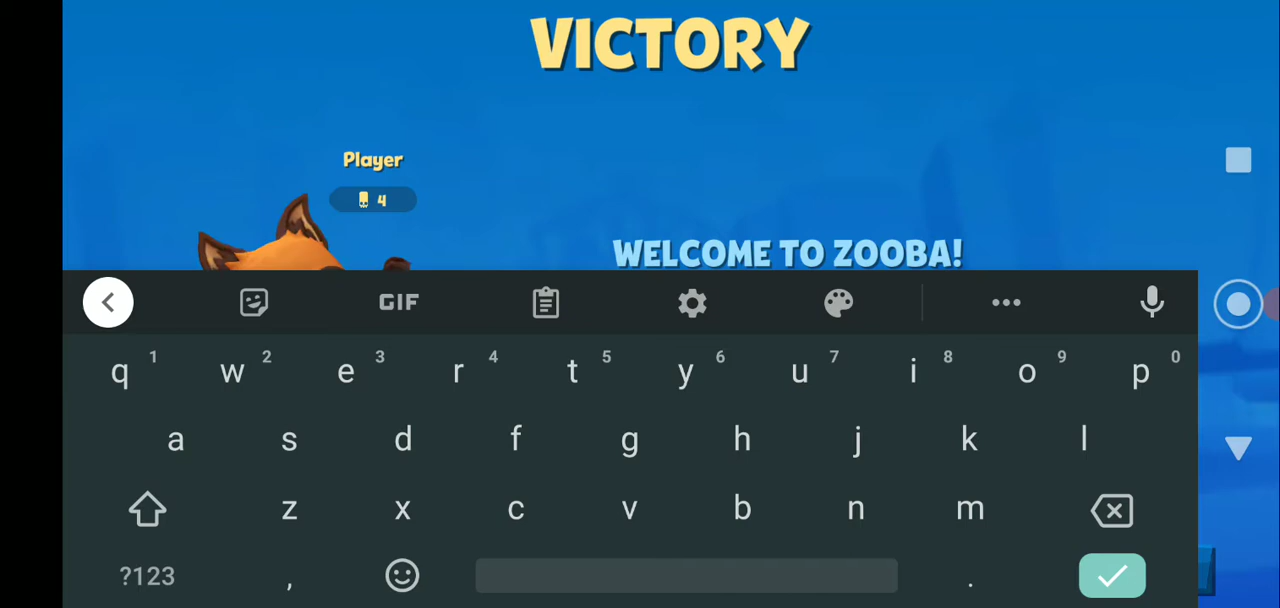 VICTORY
Player
4
WELCOME TO ZOOBA!
GIF
q 1 w 2 e 3 r 4 t 5 y 6 u 7 i 8 o 9 p 0
a s d f g h j k l
z x c v b n m
?123 , .